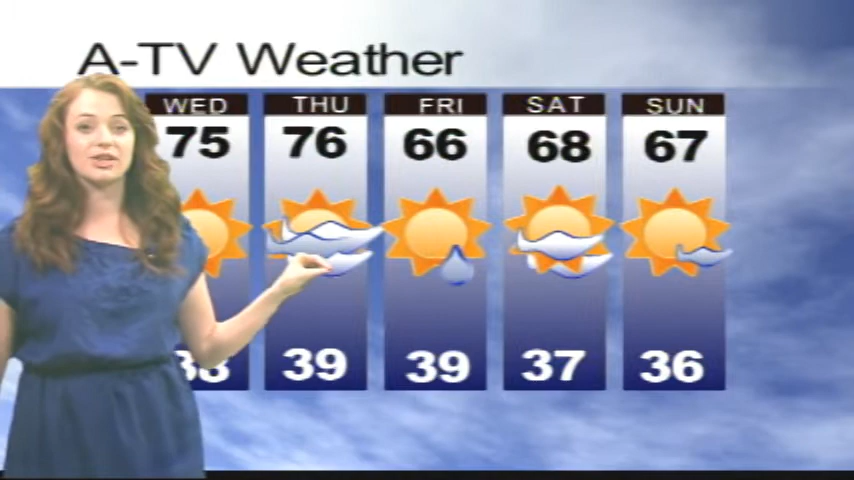 A-TV Weather
WED THU FRI SAT SUN
75 76 66 68 67
39 39 37 36